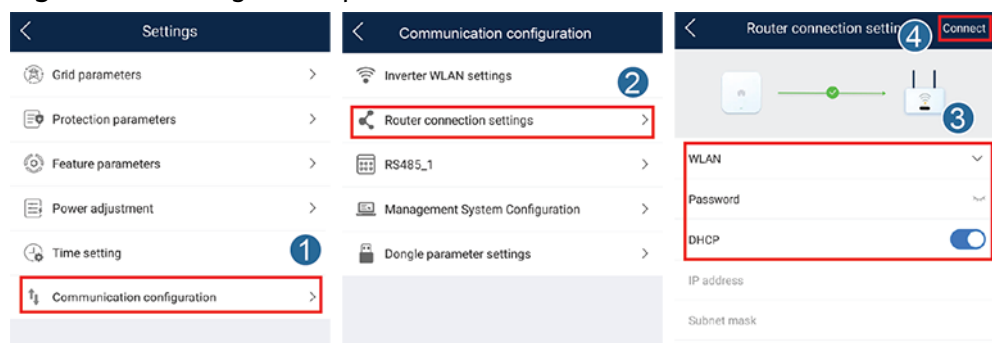 Settings
Grid parameters
Protection parameters
Feature parameters
Power adjustment
Time setting
1
Communication configuration
Communication configuration
Inverter WLAN settings
2
Router connection settings
RS485_1
Management System Configuration
Dongle parameter settings
Router connection settin
4
Connect
3
WLAN
Password
DHCP
IP address
Subnet mask